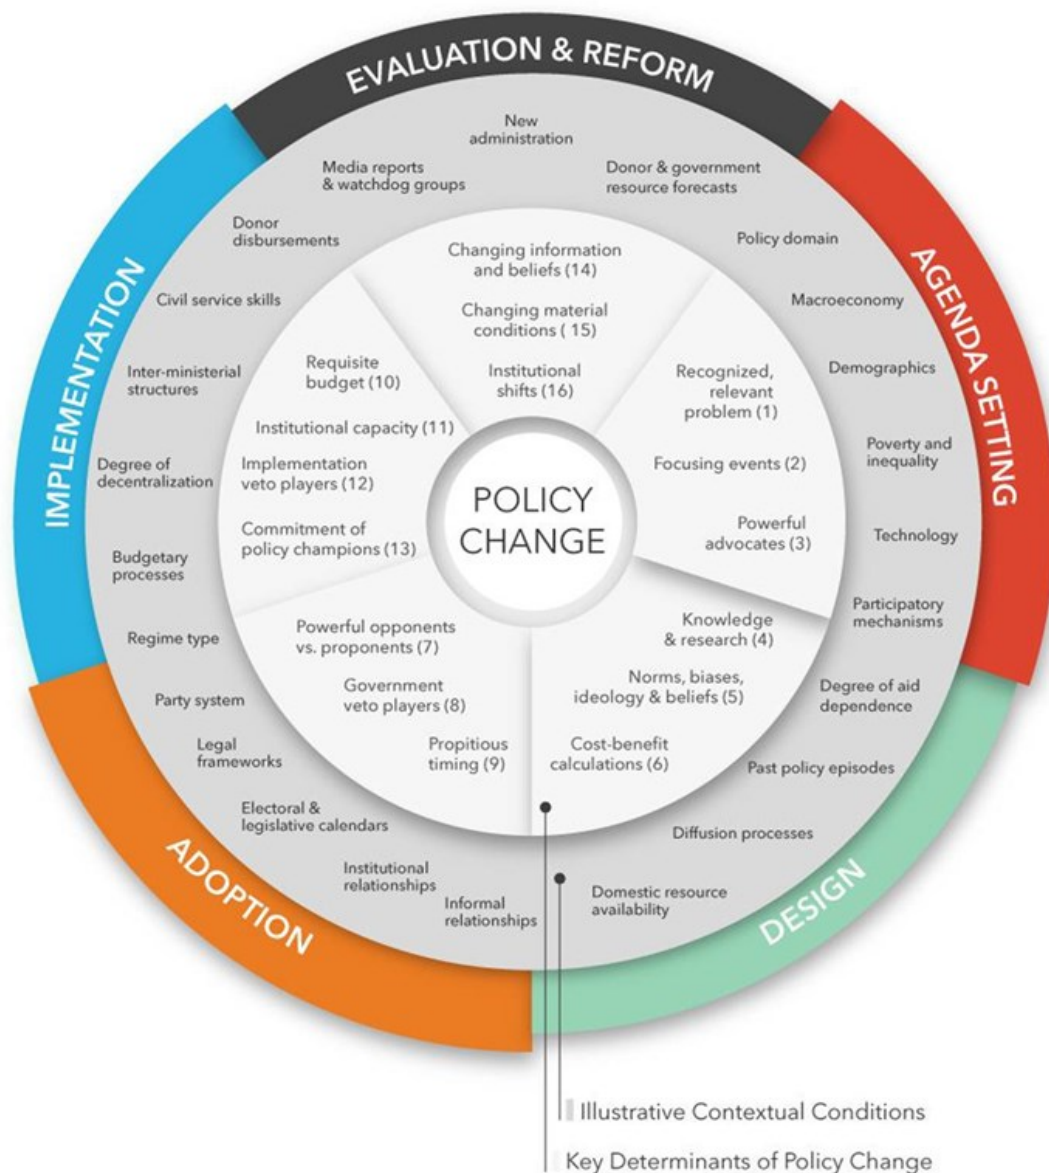 EVALUATION & REFORM
AGENDA SETTING
DESIGN
ADOPTION
IMPLEMENTATION
New
administration
Donor & government
resource forecasts
Policy domain
Macroeconomy
Demographics
Poverty and
inequality
Technology
Participatory
mechanisms
Degree of aid
dependence
Past policy episodes
Diffusion processes
Domestic resource
availability
Informal
relationships
Institutional
relationships
Electoral &
legislative calendars
Legal
frameworks
Party system
Regime type
Budgetary
processes
Degree of
decentralization
Inter-ministerial
structures
Civil service skills
Donor
disbursements
Media reports
& watchdog groups
Changing information
and beliefs (14)
Changing material
conditions ( 15)
Institutional
shifts (16)
Recognized,
relevant
problem (1)
Focusing events (2)
Powerful
advocates (3)
Knowledge
& research (4)
Norms, biases,
ideology & beliefs (5)
Cost-benefit
calculations (6)
Powerful opponents
vs. proponents (7)
Government
veto players (8)
Propitious
timing (9)
Requisite
budget (10)
Institutional capacity (11)
Implementation
veto players (12)
Commitment of
policy champions (13)
POLICY
CHANGE
Illustrative Contextual Conditions
Key Determinants of Policy Change